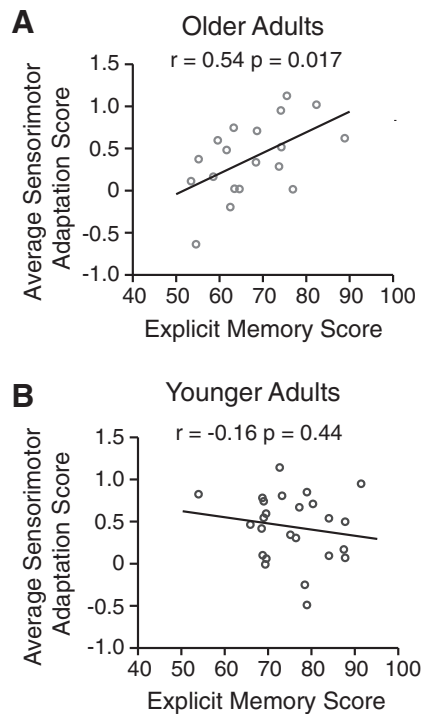 A
Older Adults
r = 0.54 p = 0.017
Average Sensorimotor
Adaptation Score
1.5
1.0
0.5
0
-0.5
-1.0
40 50 60 70 80 90 100
Explicit Memory Score
B
Younger Adults
r = -0.16 p = 0.44
Average Sensorimotor
Adaptation Score
1.5
1.0
0.5
0
-0.5
-1.0
40 50 60 70 80 90 100
Explicit Memory Score